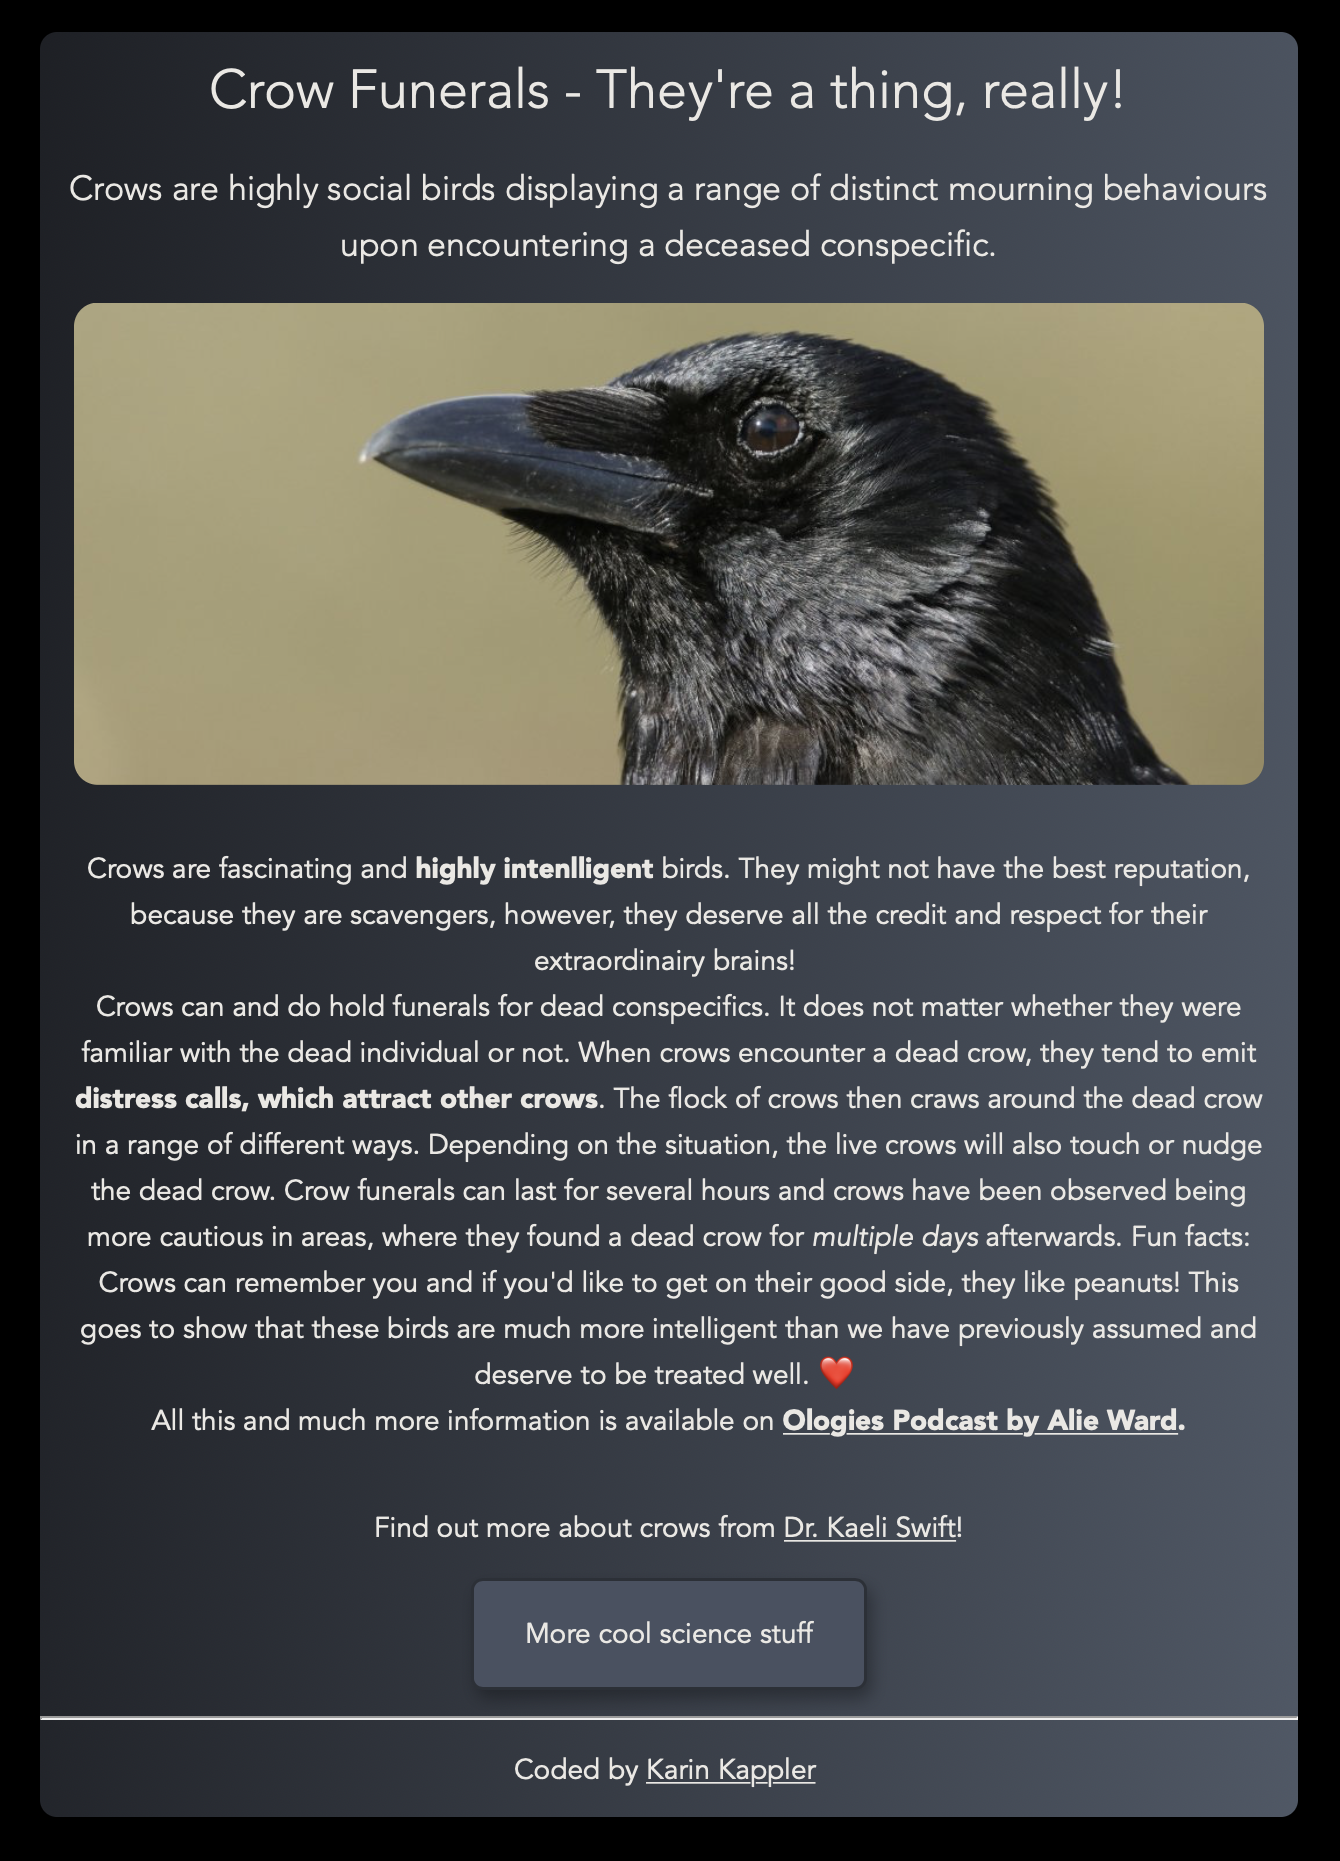 Crow Funerals - They're a thing, really!
Crows are highly social birds displaying a range of distinct mourning behaviours
upon encountering a deceased conspecific.
Crows are fascinating and highly intenlligent birds. They might not have the best reputation,
because they are scavengers, however, they deserve all the credit and respect for their
extraordinairy brains!
Crows can and do hold funerals for dead conspecifics. It does not matter whether they were
familiar with the dead individual or not. When crows encounter a dead crow, they tend to emit
distress calls, which attract other crows. The flock of crows then craws around the dead crow
in a range of different ways. Depending on the situation, the live crows will also touch or nudge
the dead crow. Crow funerals can last for several hours and crows have been observed being
more cautious in areas, where they found a dead crow for multiple days afterwards. Fun facts:
Crows can remember you and if you'd like to get on their good side, they like peanuts! This
goes to show that these birds are much more intelligent than we have previously assumed and
deserve to be treated well. ❤️
All this and much more information is available on Ologies Podcast by Alie Ward.
Find out more about crows from Dr. Kaeli Swift!
More cool science stuff
Coded by Karin Kappler